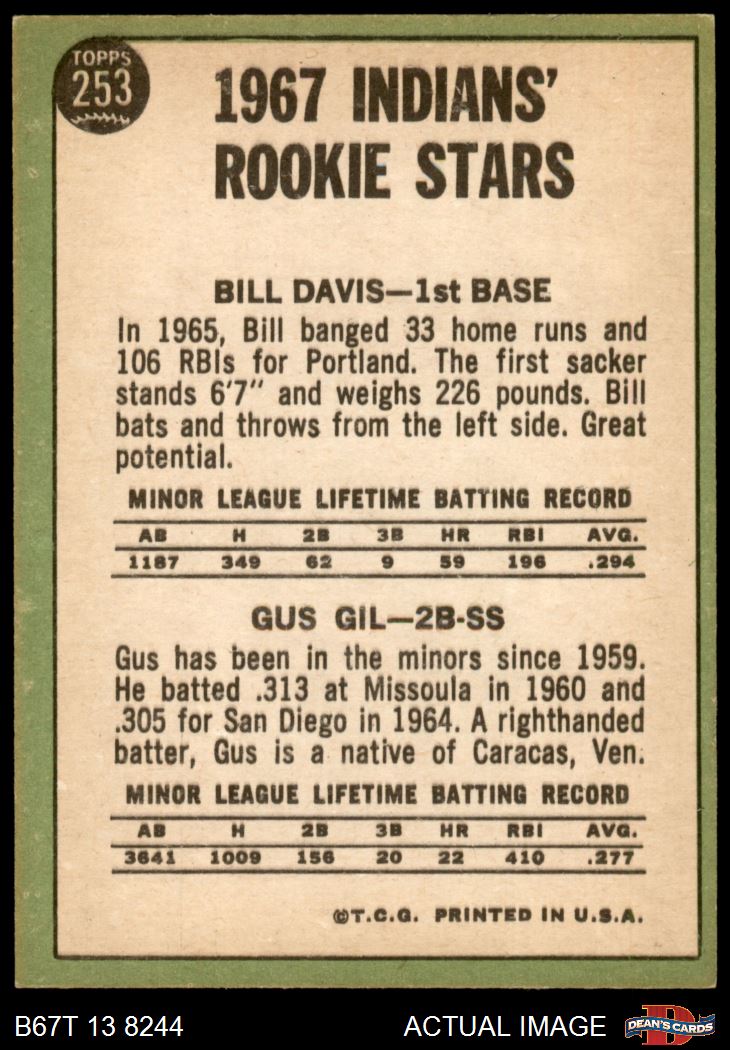 TOPPS
253
1967 INDIANS'
ROOKIE STARS
BILL DAVIS—1st BASE
In 1965, Bill banged 33 home runs and
106 RBIs for Portland. The first sacker
stands 6'7" and weighs 226 pounds. Bill
bats and throws from the left side. Great
potential.
MINOR LEAGUE LIFETIME BATTING RECORD
AB H 2B 3B HR RBI AVG.
1187 349 62 9 59 196 .294
GUS GIL—2B-SS
Gus has been in the minors since 1959.
He batted .313 at Missoula in 1960 and
.305 for San Diego in 1964. A righthanded
batter, Gus is a native of Caracas, Ven.
MINOR LEAGUE LIFETIME BATTING RECORD
AB H 2B 3B HR RBI AVG.
3641 1009 156 20 22 410 .277
©T.C.G. PRINTED IN U.S.A.
B67T 13 8244 ACTUAL IMAGE D DEAN'S CARDS